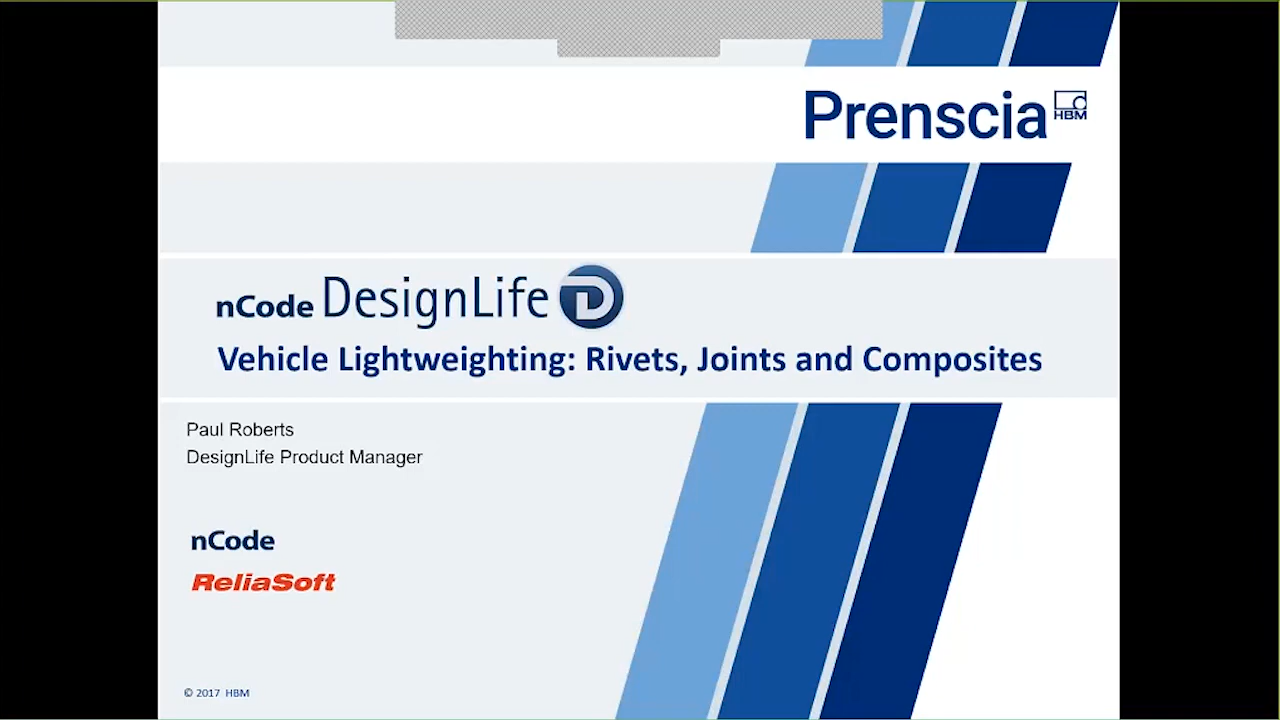 Prenscia
HBM
nCode DesignLife D
Vehicle Lightweighting: Rivets, Joints and Composites
Paul Roberts
DesignLife Product Manager
nCode
ReliaSoft
© 2017 HBM